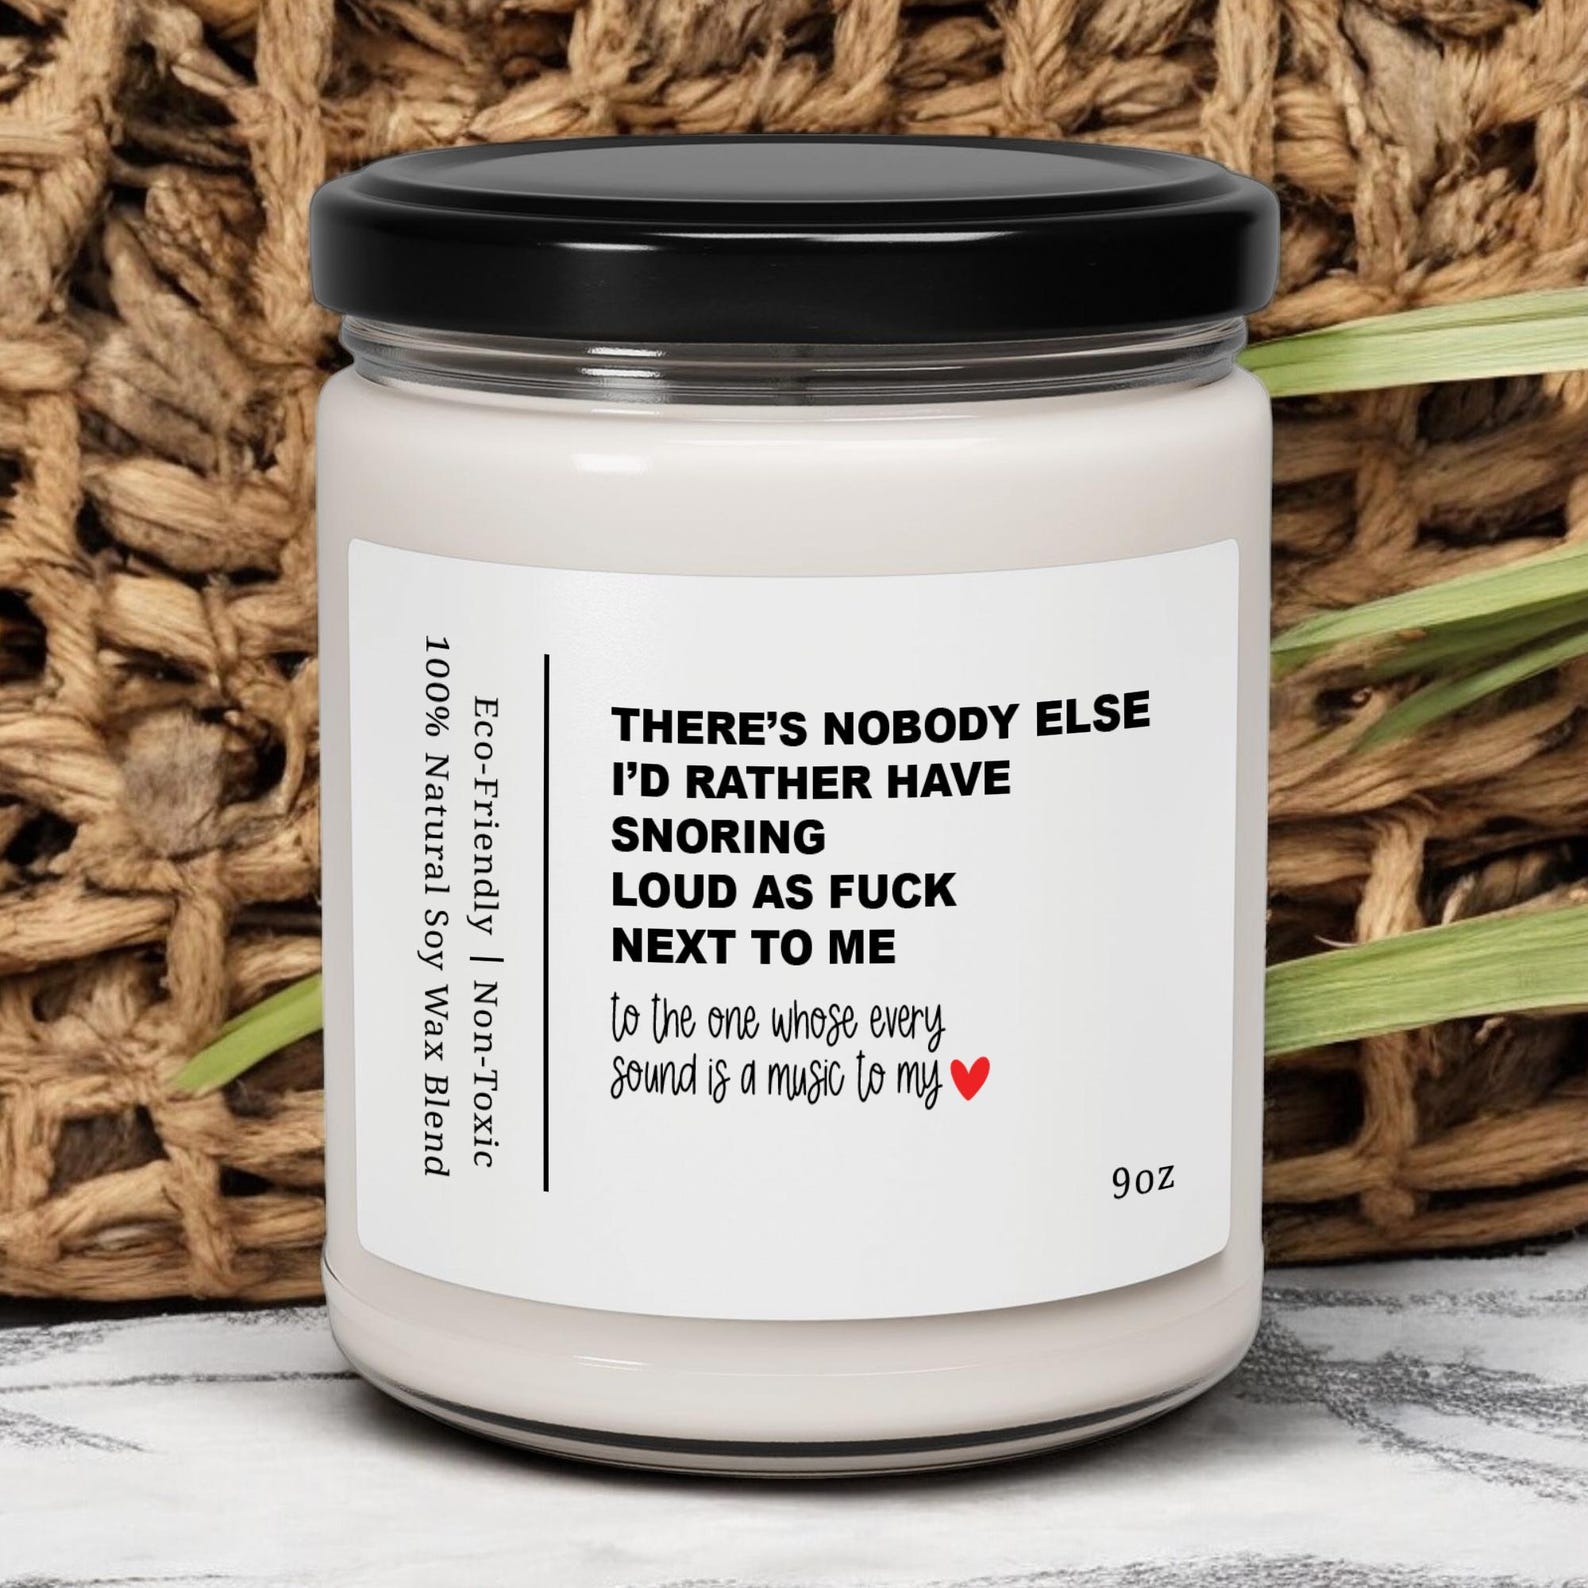 100% Natural Soy Wax Blend
Eco-Friendly | Non-Toxic
THERE’S NOBODY ELSE
I’D RATHER HAVE
SNORING
LOUD AS FUCK
NEXT TO ME
to the one whose every
sound is a music to my ❤
9oz